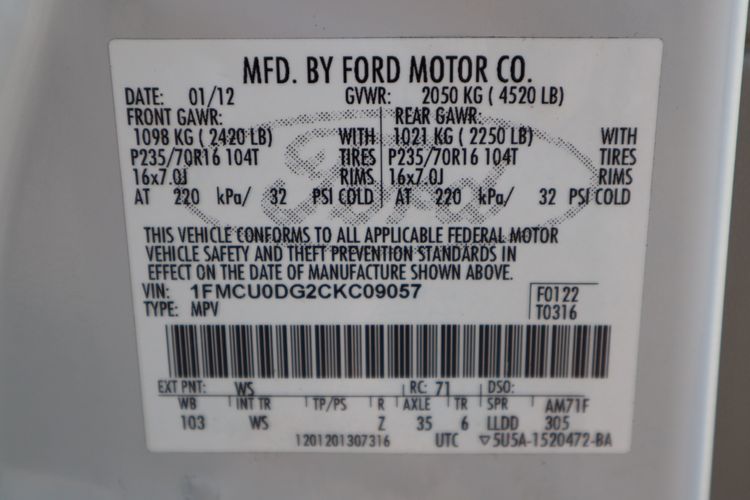 MFD. BY FORD MOTOR CO.
DATE: 01/12 GVWR: 2050 KG ( 4520 LB)
FRONT GAWR: REAR GAWR:
1098 KG ( 2420 LB) WITH 1021 KG ( 2250 LB) WITH
P235/70R16 104T TIRES P235/70R16 104T TIRES
16x7.0J RIMS 16x7.0J RIMS
AT 220 kPa/ 32 PSI COLD AT 220 kPa/ 32 PSI COLD
Ford
THIS VEHICLE CONFORMS TO ALL APPLICABLE FEDERAL MOTOR
VEHICLE SAFETY AND THEFT PREVENTION STANDARDS IN
EFFECT ON THE DATE OF MANUFACTURE SHOWN ABOVE.
VIN: 1FMCU0DG2CKC09057 F0122
TYPE: MPV T0316
EXT PNT: WS RC: 71 DSO:
WB INT TR TP/PS R AXLE TR SPR AM71F
103 WS Z 35 6 LLDD 305
1201201307316 UTC ▽5U5A-1520472-BA